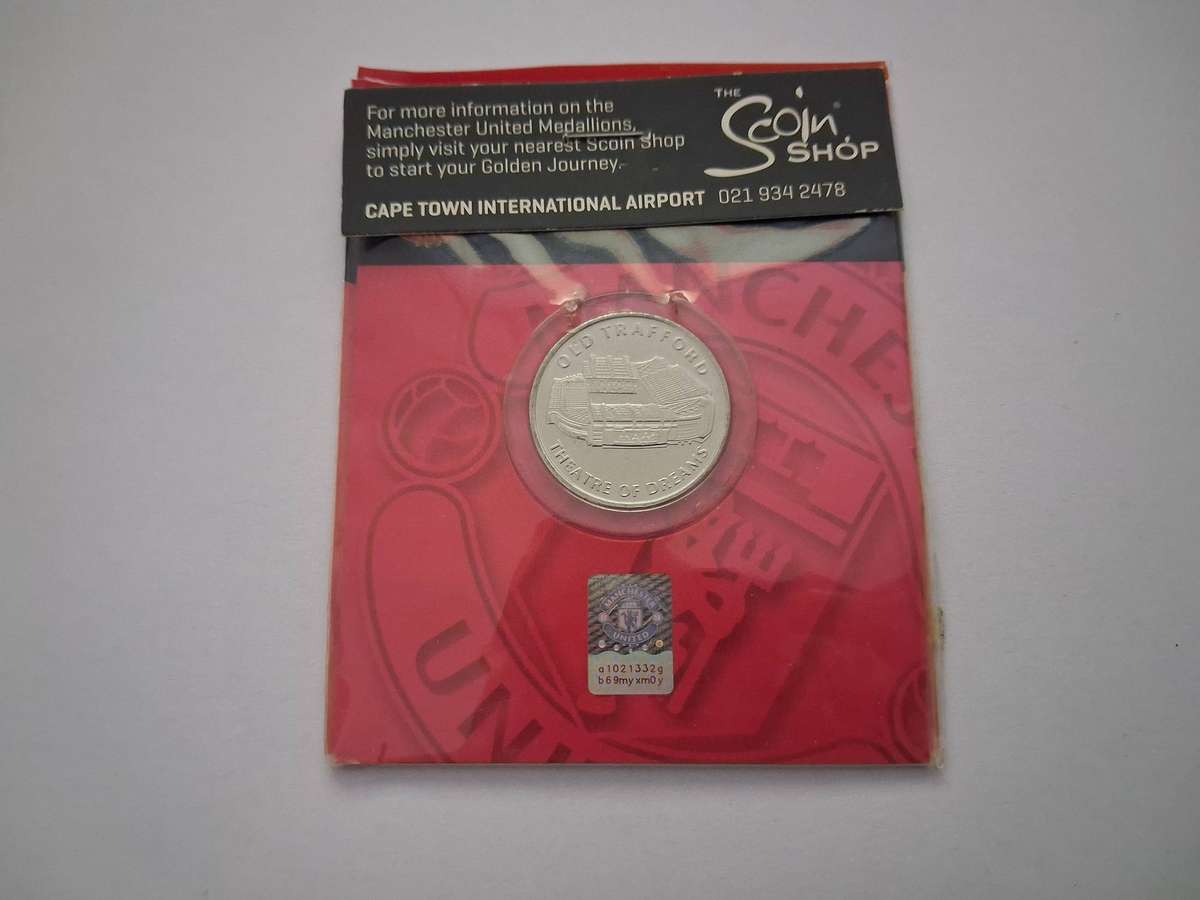 For more information on the
Manchester United Medallions,
simply visit your nearest Scoin Shop
to start your Golden Journey.
THE
Scoin
SHOP
CAPE TOWN INTERNATIONAL AIRPORT 021 934 2478
MANCHES
OLD TRAFFORD
THEATRE OF DREAMS
MANCHESTER
UNITED
a1021332g
b69myxm0y
UNI